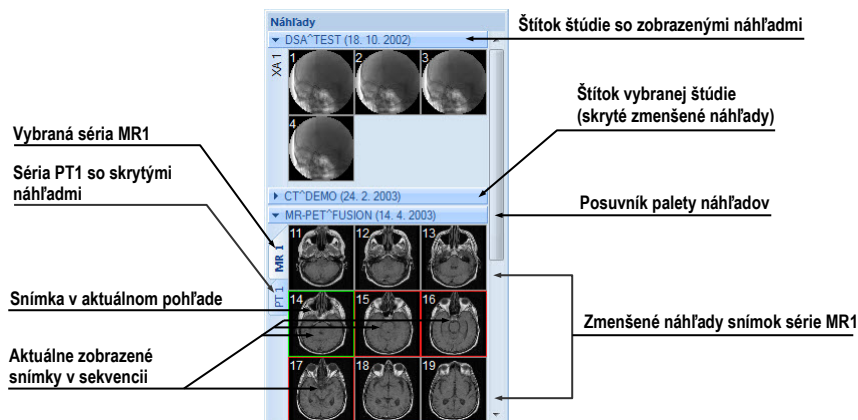 Náhľady
DSA^TEST (18. 10. 2002)
Štítok štúdie so zobrazenými náhľadmi
XA 1
1 2 3
4
Štítok vybranej štúdie
(skryté zmenšené náhľady)
Vybraná séria MR1
Séria PT1 so skrytými
náhľadmi
CT^DEMO (24. 2. 2003)
Posuvník palety náhľadov
MR-PET^FUSION (14. 4. 2003)
MR 1
11 12 13
PT 1
Snímka v aktuálnom pohľade
14 15 16
Zmenšené náhľady snímok série MR1
Aktuálne zobrazené
snímky v sekvencii
17 18 19